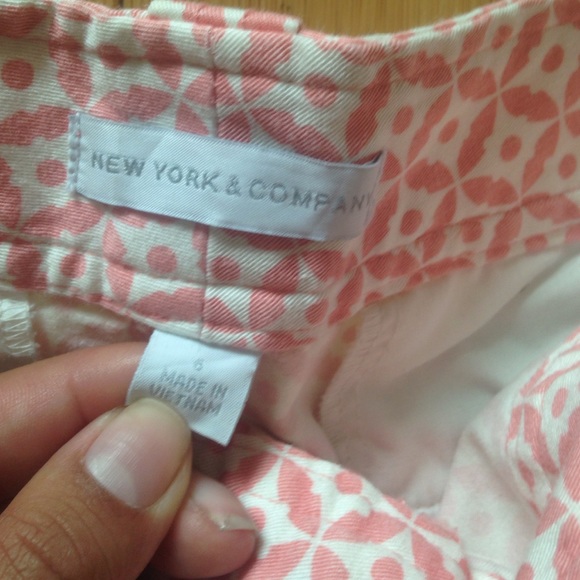 NEW YORK & COMPANY
6
MADE IN
VIETNAM